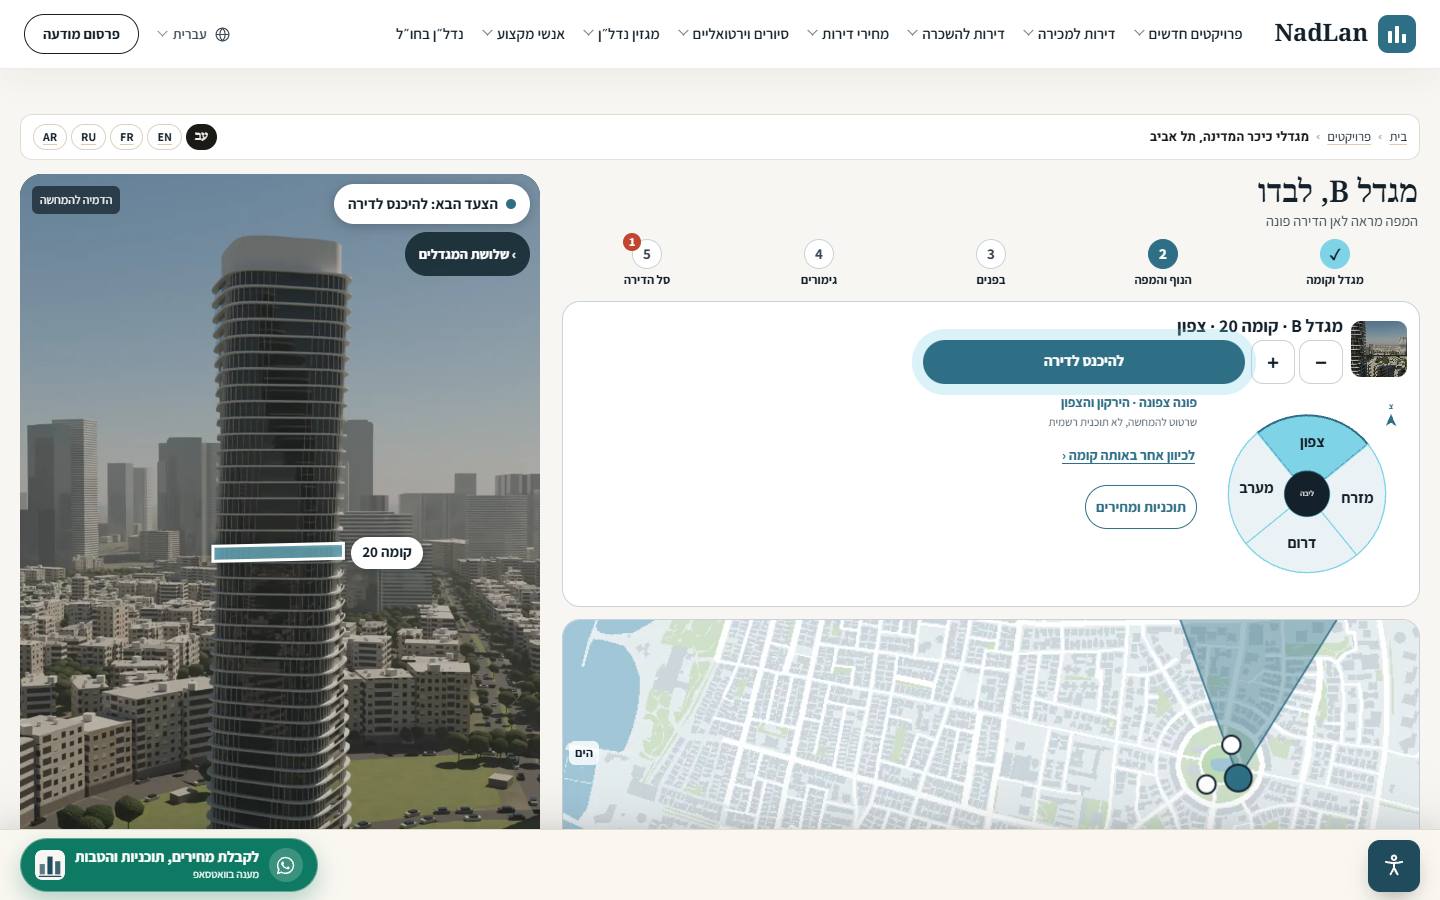 NadLan
פרויקטים חדשים
דירות למכירה
דירות להשכרה
מחירי דירות
סיורים וירטואליים
מגזין נדל״ן
אנשי מקצוע
נדל״ן בחו״ל
עברית
פרסום מודעה
בית › פרויקטים › מגדלי כיכר המדינה, תל אביב
עב
EN
FR
RU
AR
מגדל B, לבדו
המפה מראה לאן הדירה פונה
✓
מגדל וקומה
2
הנוף והמפה
3
בפנים
4
גימורים
5
1
סל הדירה
מגדל B · קומה 20 · צפון
−
+
להיכנס לדירה
פונה צפונה · הירקון והצפון
שרטוט להמחשה, לא תוכנית רשמית
לכיוון אחר באותה קומה ›
תוכניות ומחירים
צ
צפון
מזרח
מערב
דרום
ליבה
הים
הצעד הבא: להיכנס לדירה
הדמיה להמחשה
‹ שלושת המגדלים
קומה 20
לקבלת מחירים, תוכניות והטבות
מענה בוואטסאפ